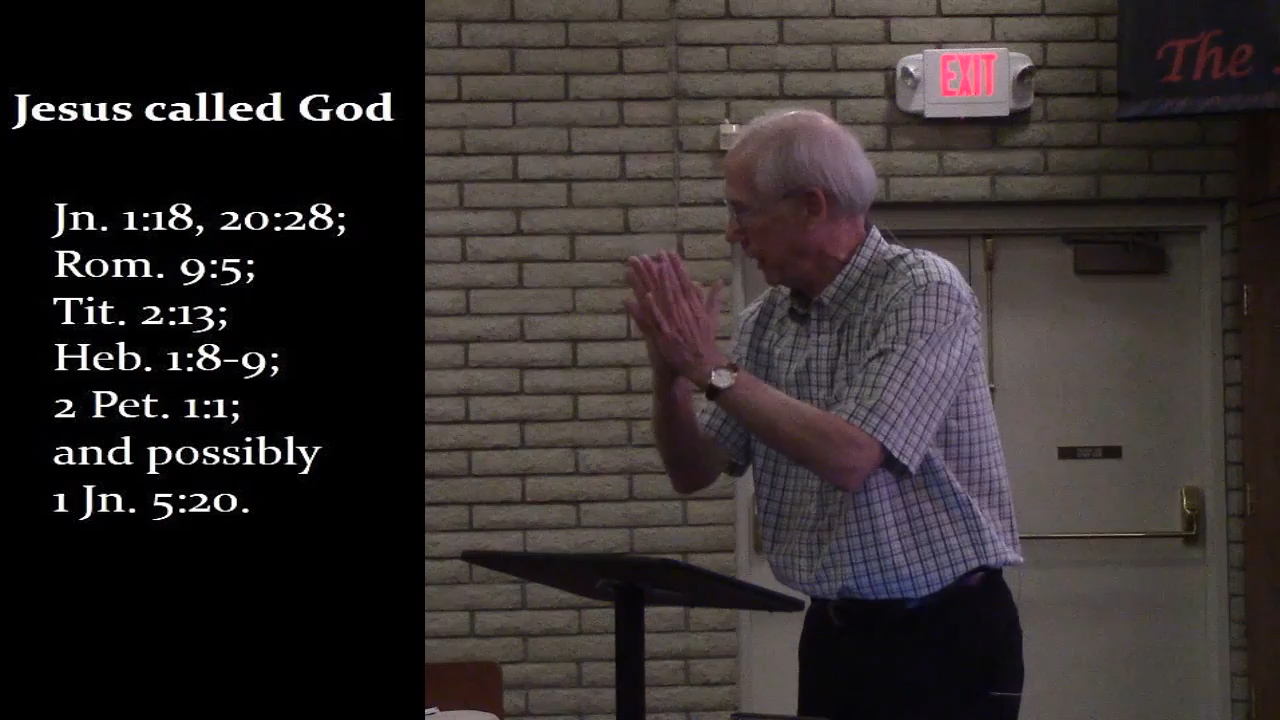 Jesus called God
Jn. 1:18, 20:28;
Rom. 9:5;
Tit. 2:13;
Heb. 1:8-9;
2 Pet. 1:1;
and possibly
1 Jn. 5:20.
EXIT
The